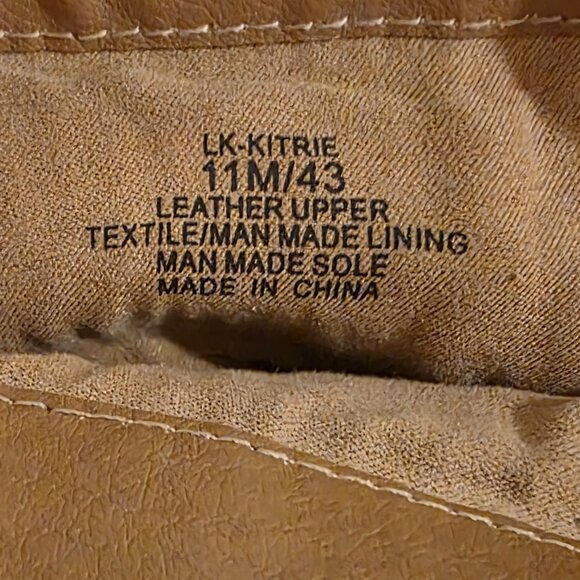 LK-KITRIE
11M/43
LEATHER UPPER
TEXTILE/MAN MADE LINING
MAN MADE SOLE
MADE IN CHINA